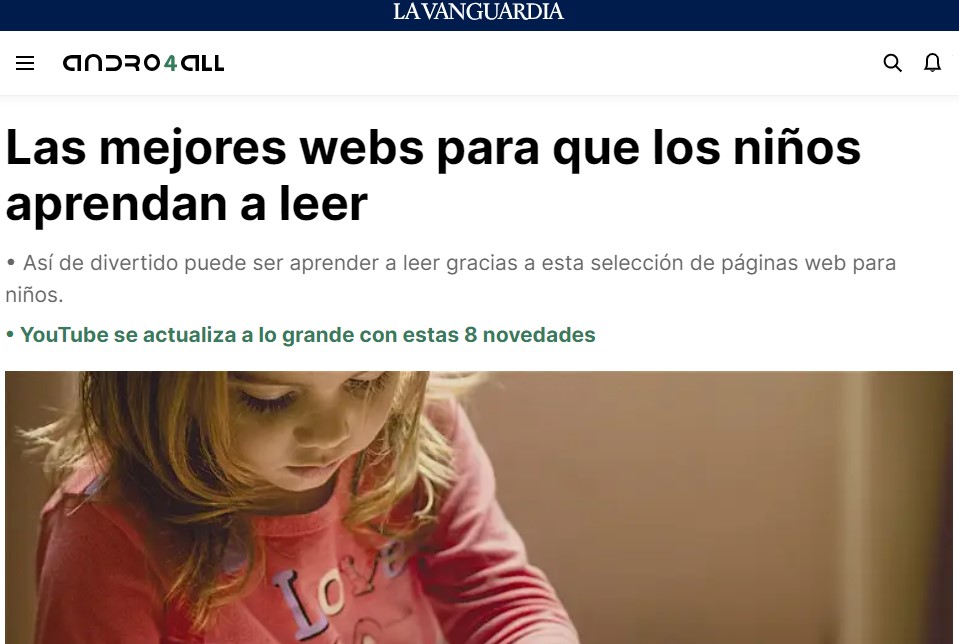 LA VANGUARDIA
ANDRO4ALL
Las mejores webs para que los niños
aprendan a leer
• Así de divertido puede ser aprender a leer gracias a esta selección de páginas web para
niños.
• YouTube se actualiza a lo grande con estas 8 novedades
Love